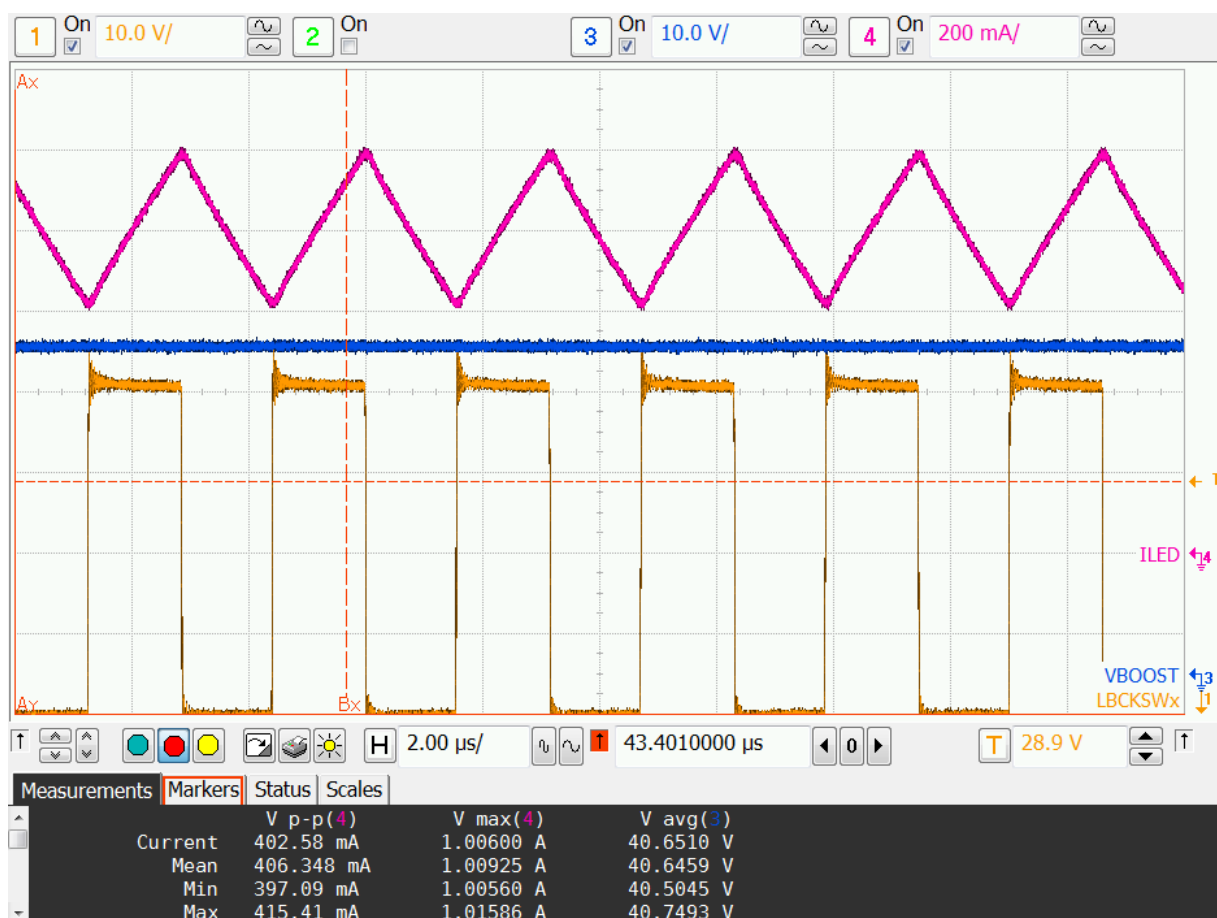 1 On 10.0 V/ 2 On 3 On 10.0 V/ 4 On 200 mA/
Ax
T
ILED 4
VBOOST 3
LBCKSWx 1
Ay Bx
H 2.00 µs/ 43.4010000 µs 0 T 28.9 V
Measurements Markers Status Scales
V p-p(4) V max(4) V avg(3)
Current 402.58 mA 1.00600 A 40.6510 V
Mean 406.348 mA 1.00925 A 40.6459 V
Min 397.09 mA 1.00560 A 40.5045 V
Max 415.41 mA 1.01586 A 40.7493 V